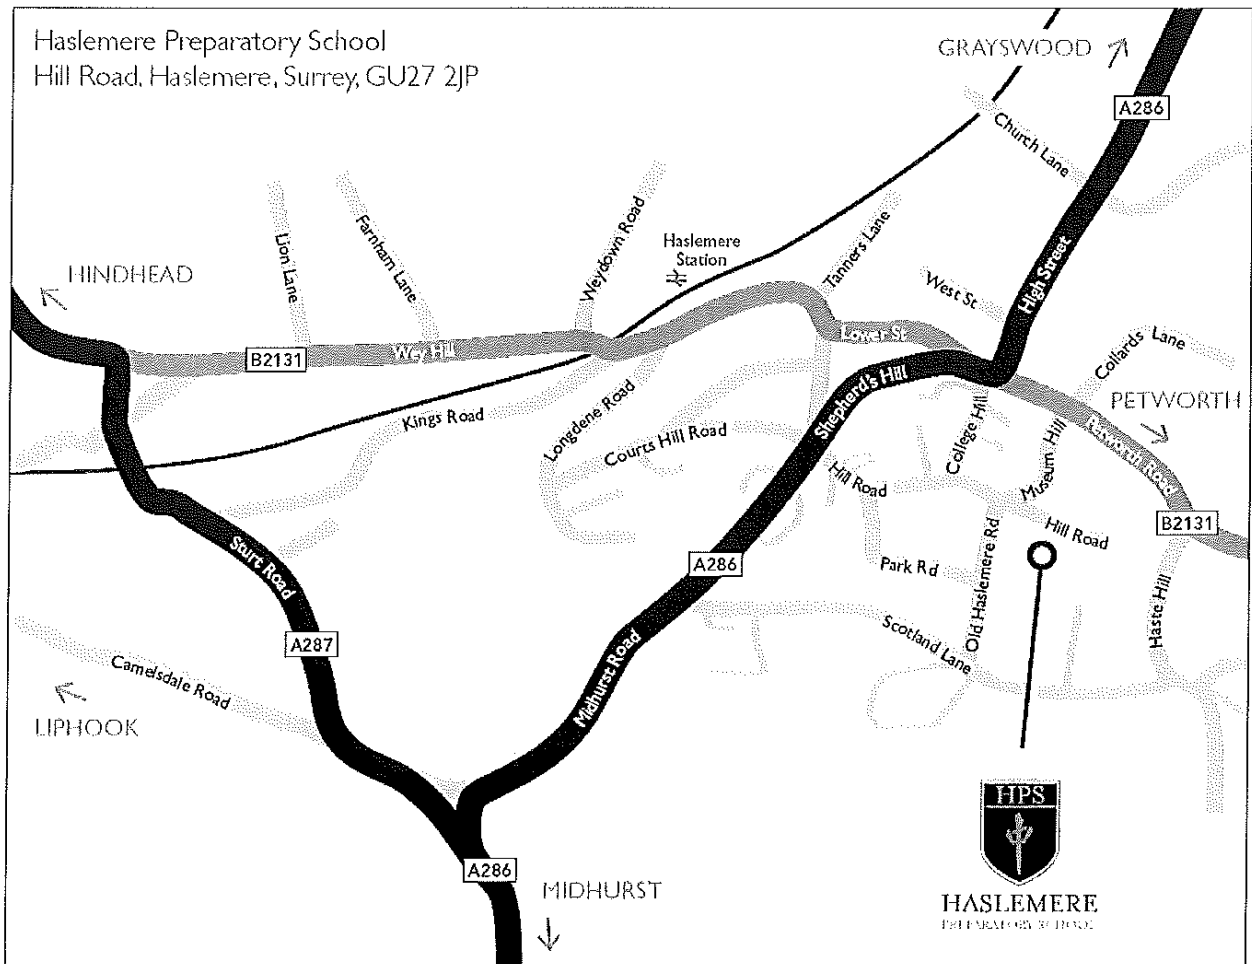 Haslemere Preparatory School
Hill Road, Haslemere, Surrey, GU27 2JP
GRAYSWOOD
A286
Church Lane
Weydown Road
Farnham Lane
Lion Lane
Haslemere
Station
Tanners Lane
High Street
HINDHEAD
West St
Lower St
B2131
Wey Hill
Collards Lane
Shepherd's Hill
PETWORTH
Kings Road
Longdene Road
College Hill
Courts Hill Road
Museum Hill
Petworth Road
Hill Road
B2131
Hill Road
Sturt Road
A286
Park Rd
Old Haslemere Rd
Haste Hill
A287
Scotland Lane
Camelsdale Road
Midhurst Road
LIPHOOK
HPS
A286
MIDHURST
HASLEMERE
PREPARATORY SCHOOL